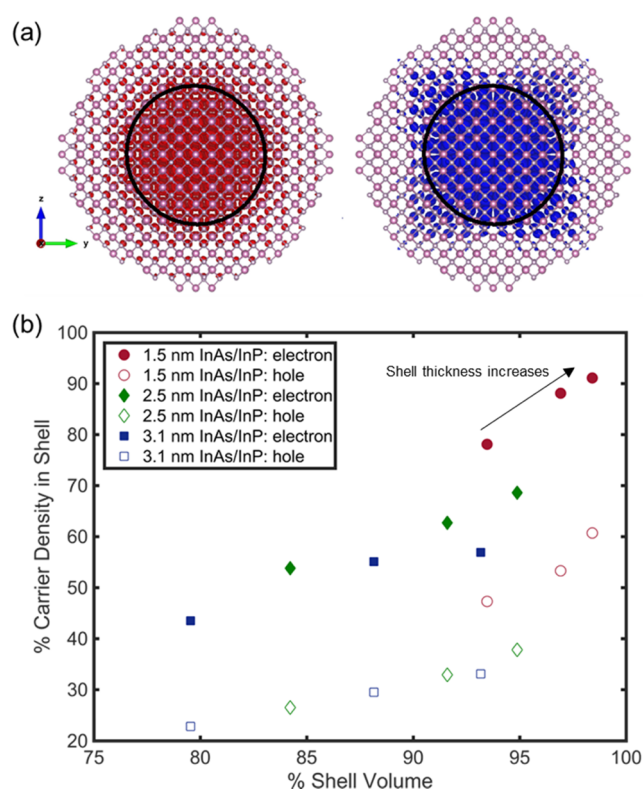 (a)
z
y
(b)
100
90
80
70
60
50
40
30
20
% Carrier Density in Shell
1.5 nm InAs/InP: electron
1.5 nm InAs/InP: hole
2.5 nm InAs/InP: electron
2.5 nm InAs/InP: hole
3.1 nm InAs/InP: electron
3.1 nm InAs/InP: hole
Shell thickness increases
75 80 85 90 95 100
% Shell Volume